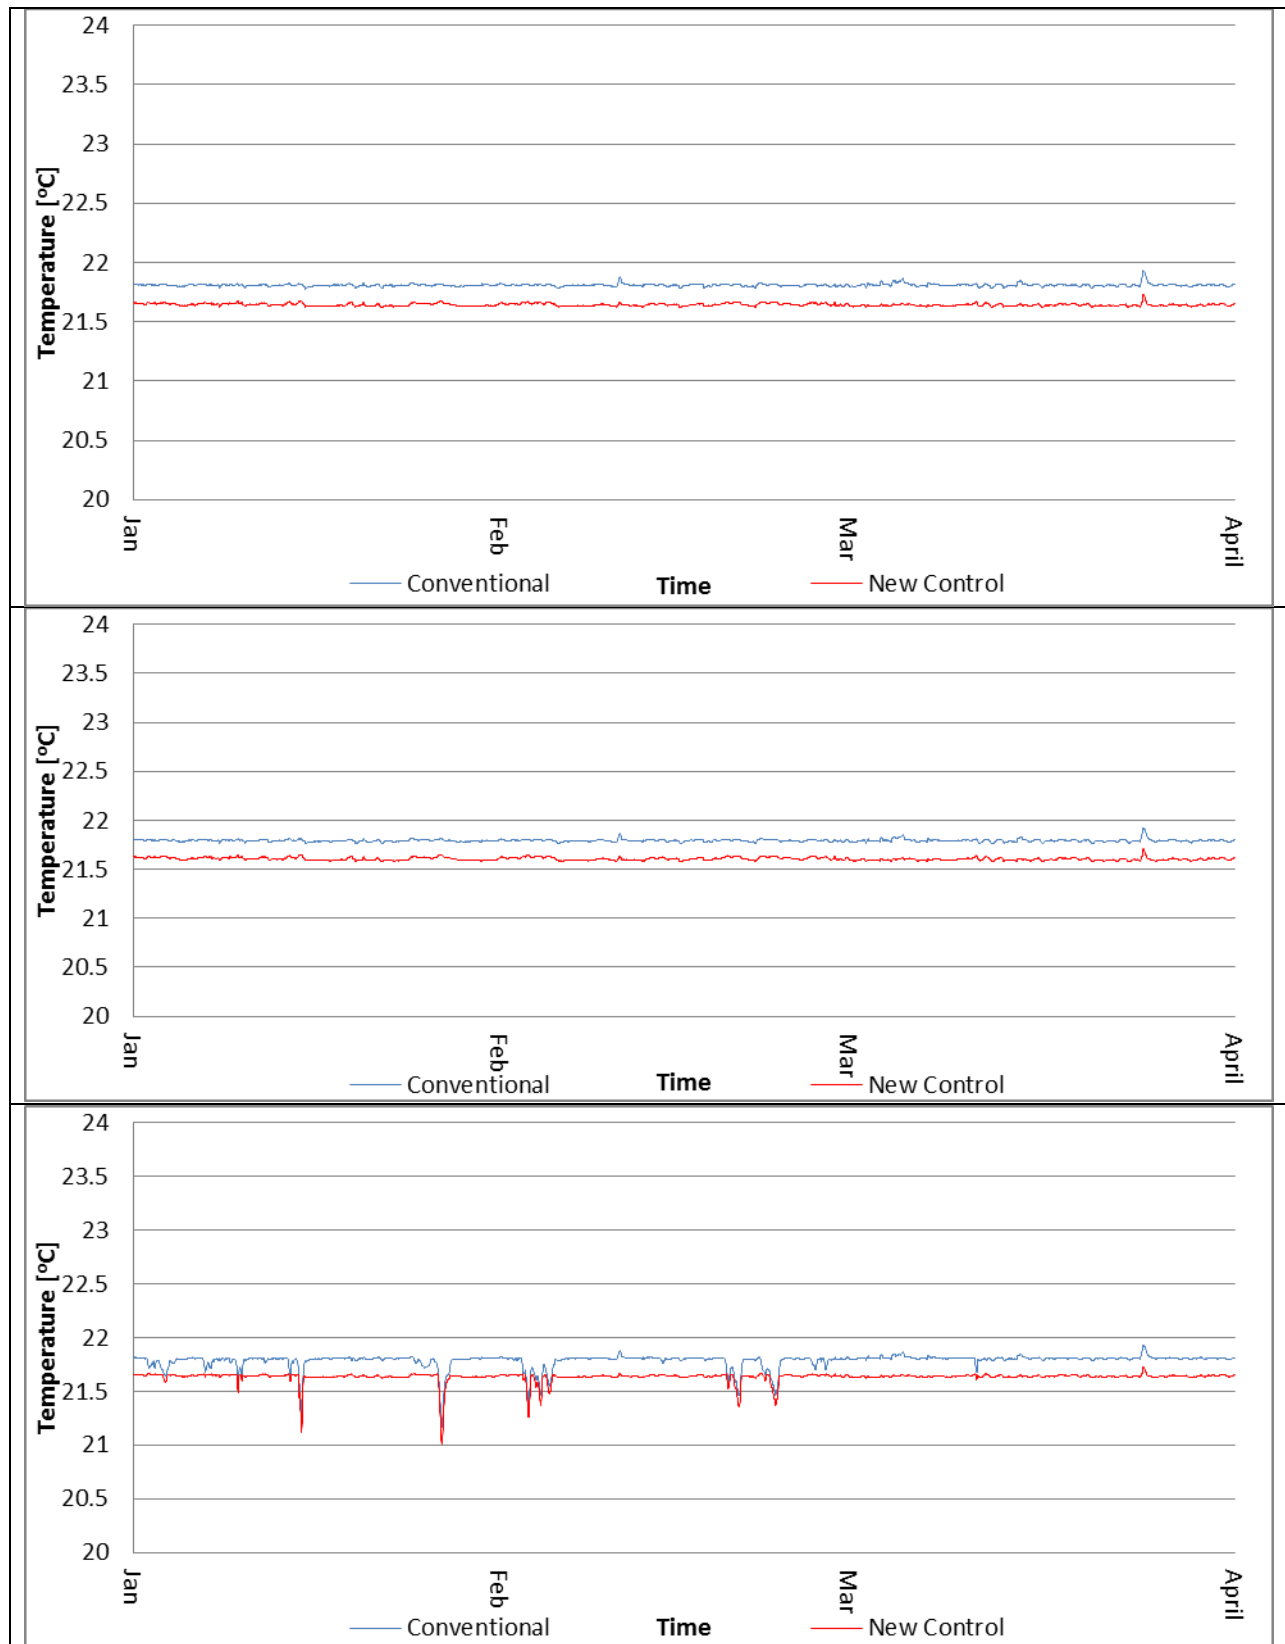 24
23.5
23
22.5
22
21.5
21
20.5
20
Temperature [ºC]
Jan
Feb
Mar
April
Conventional
Time
New Control
24
23.5
23
22.5
22
21.5
21
20.5
20
Temperature [ºC]
Jan
Feb
Mar
April
Conventional
Time
New Control
24
23.5
23
22.5
22
21.5
21
20.5
20
Temperature [ºC]
Jan
Feb
Mar
April
Conventional
Time
New Control